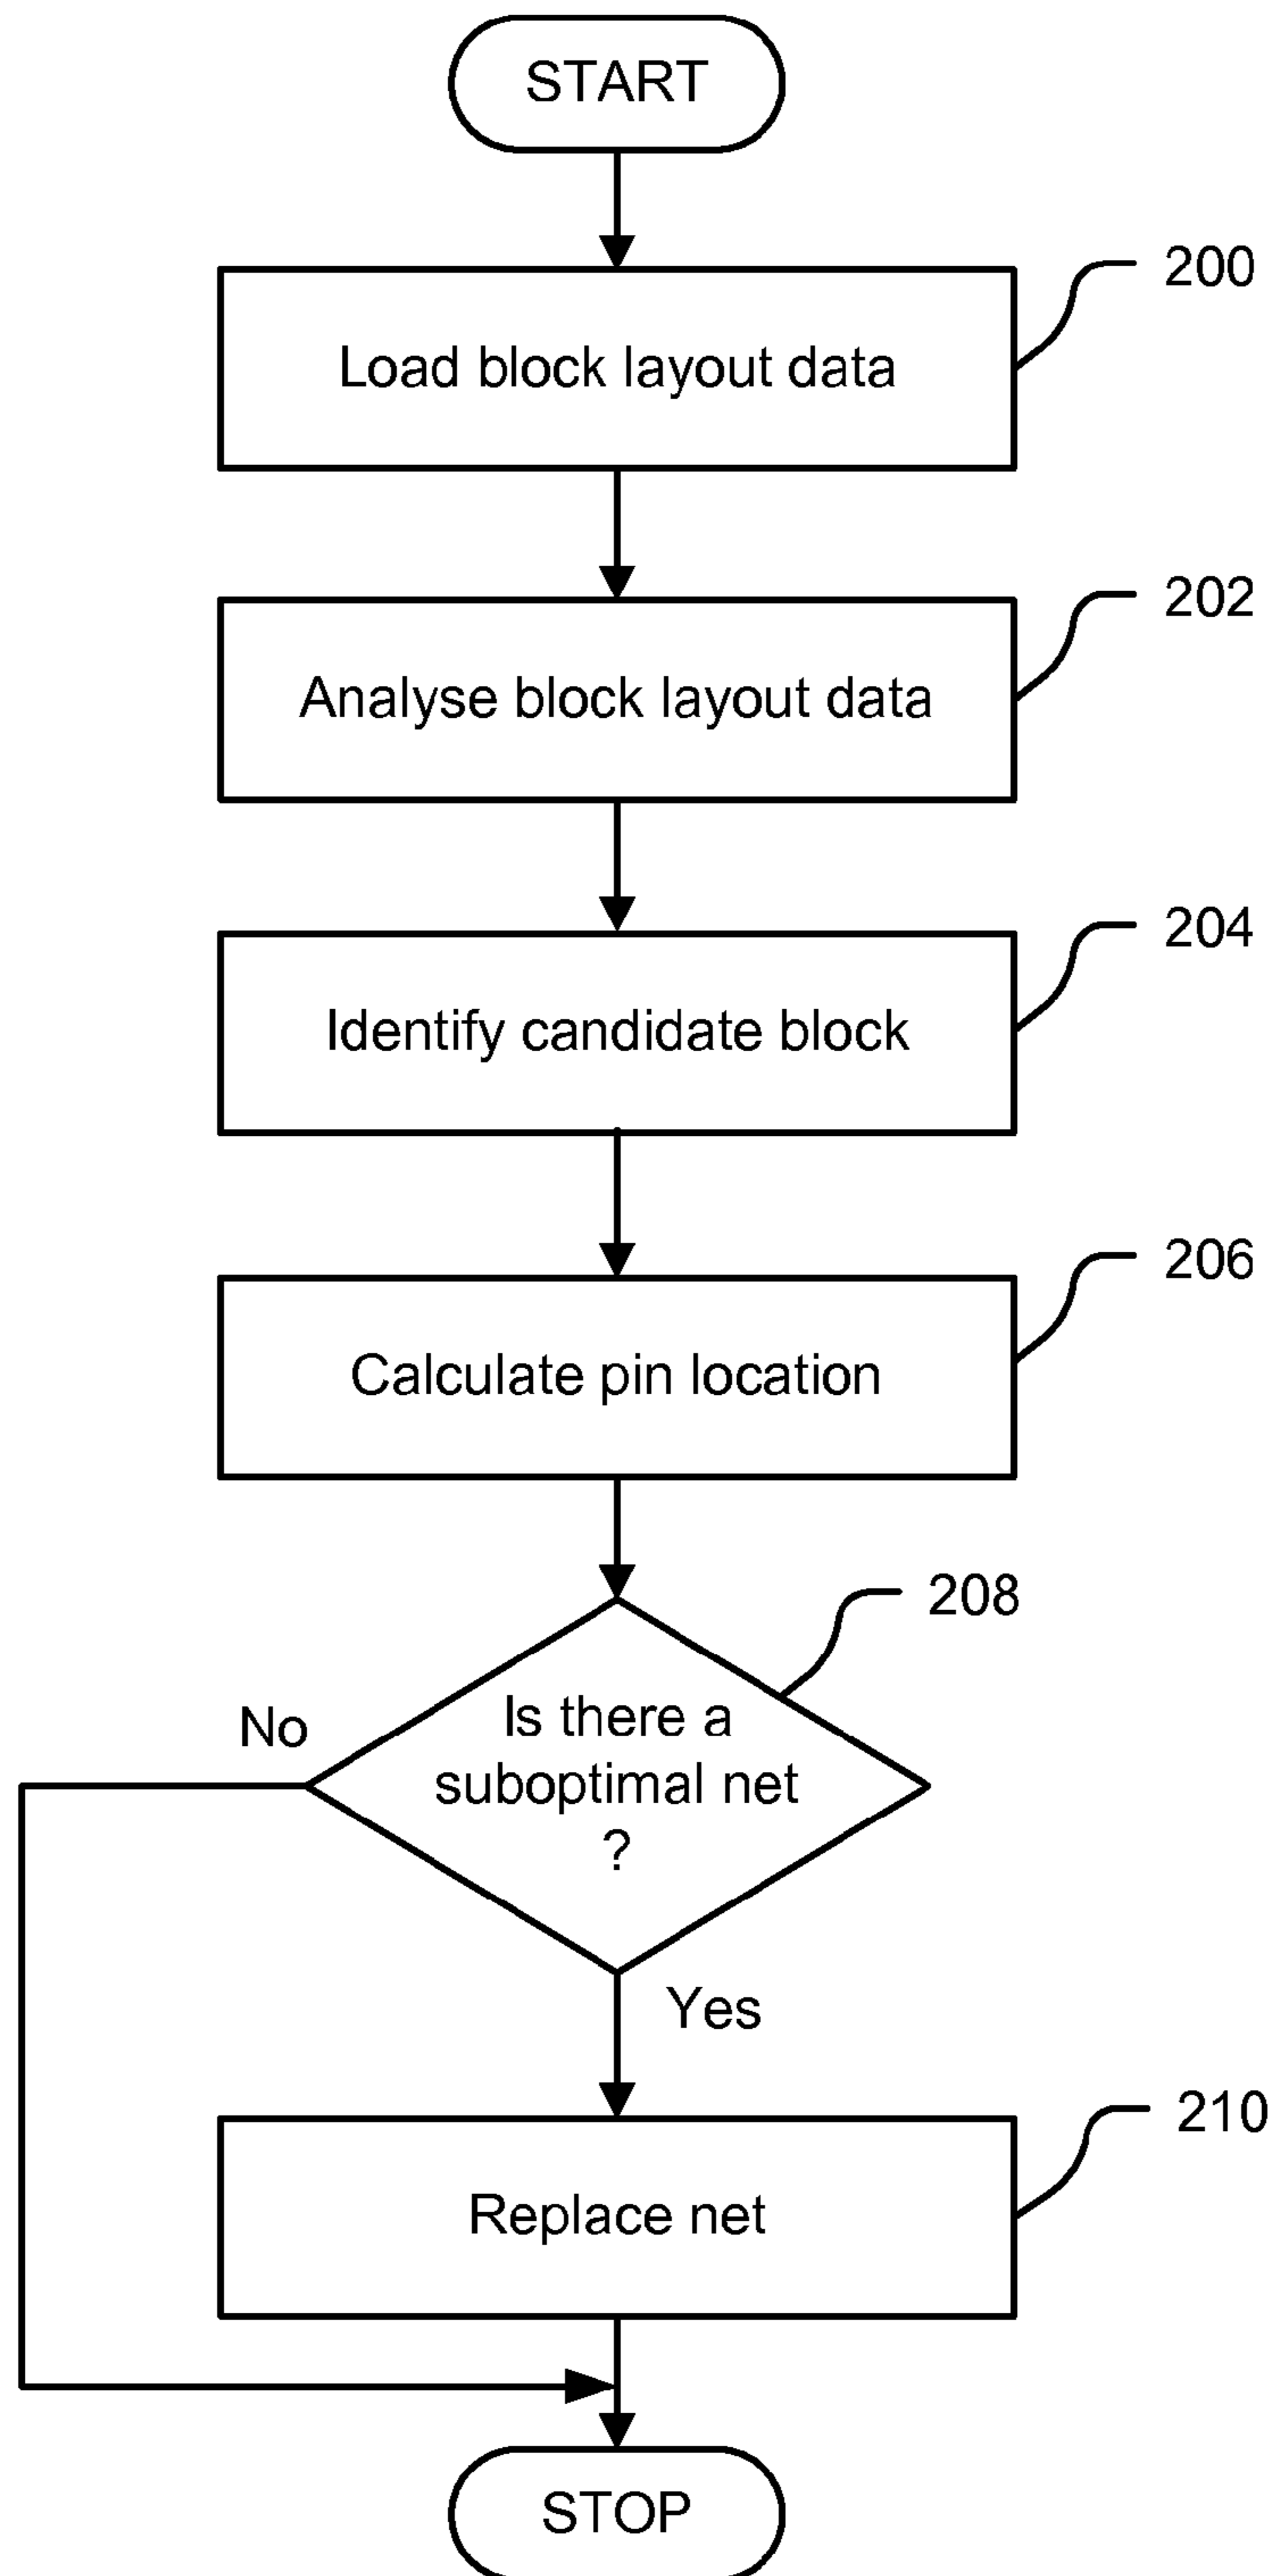 START
200
Load block layout data
202
Analyse block layout data
204
Identify candidate block
206
Calculate pin location
208
Is there a
suboptimal net
?
No
Yes
210
Replace net
STOP